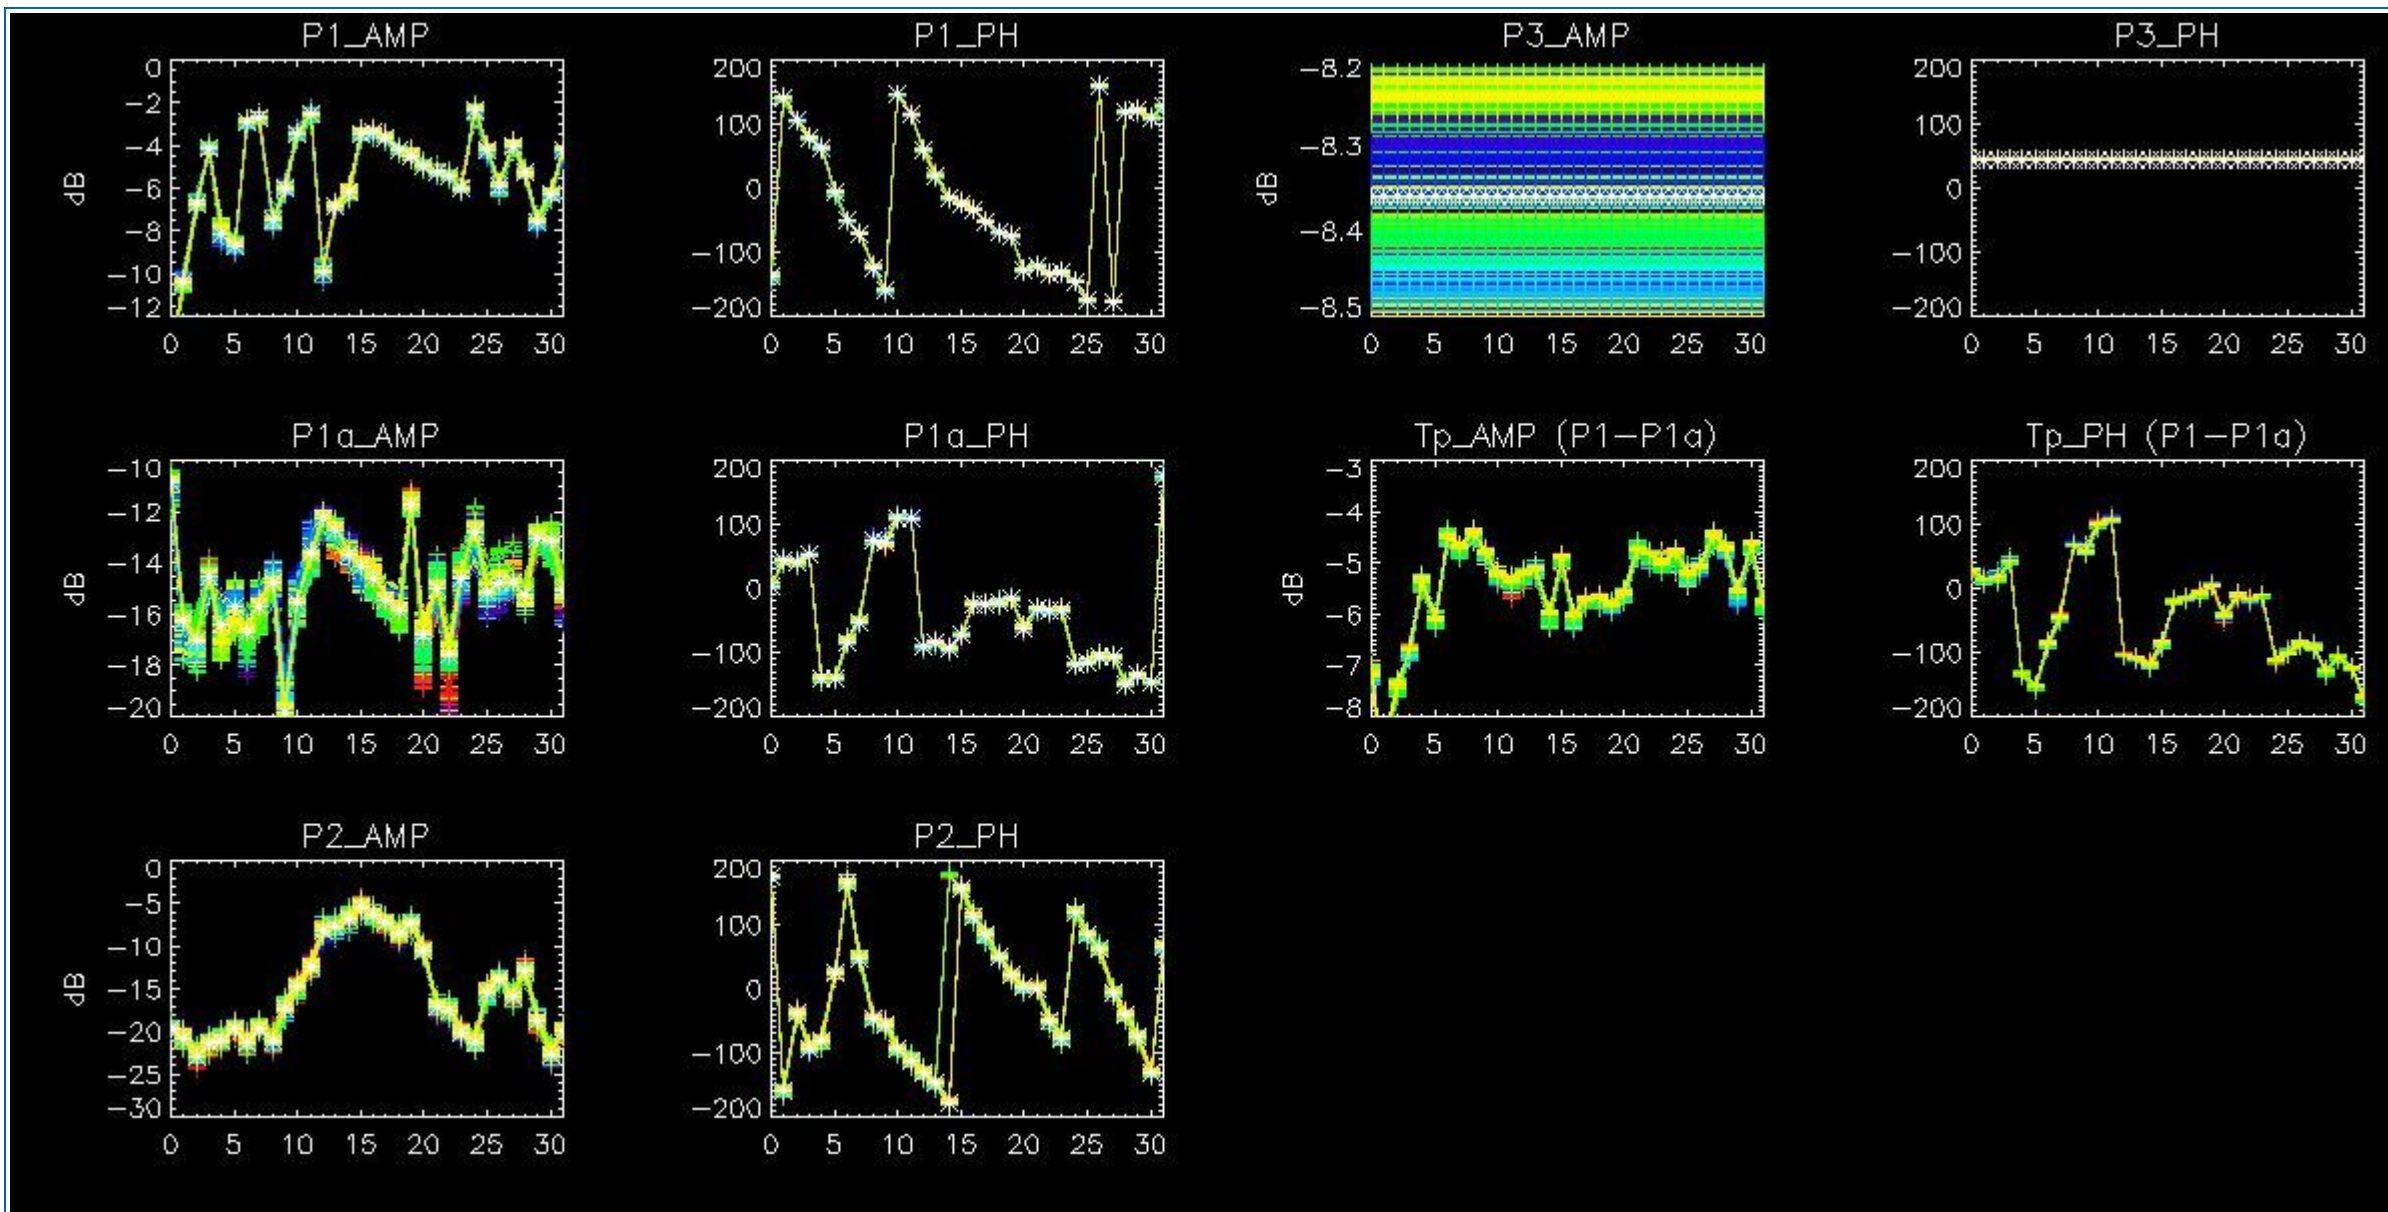 P1_AMP
P1_PH
P3_AMP
P3_PH
0
−2
−4
−6
−8
−10
−12
dB
0 5 10 15 20 25 30
200
100
0
−100
−200
0 5 10 15 20 25 30
−8.2
−8.3
−8.4
−8.5
dB
0 5 10 15 20 25 30
200
100
0
−100
−200
0 5 10 15 20 25 30
P1a_AMP
P1a_PH
Tp_AMP (P1−P1a)
Tp_PH (P1−P1a)
−10
−12
−14
−16
−18
−20
dB
0 5 10 15 20 25 30
200
100
0
−100
−200
0 5 10 15 20 25 30
−3
−4
−5
−6
−7
−8
dB
0 5 10 15 20 25 30
200
100
0
−100
−200
0 5 10 15 20 25 30
P2_AMP
P2_PH
0
−5
−10
−15
−20
−25
−30
dB
0 5 10 15 20 25 30
200
100
0
−100
−200
0 5 10 15 20 25 30